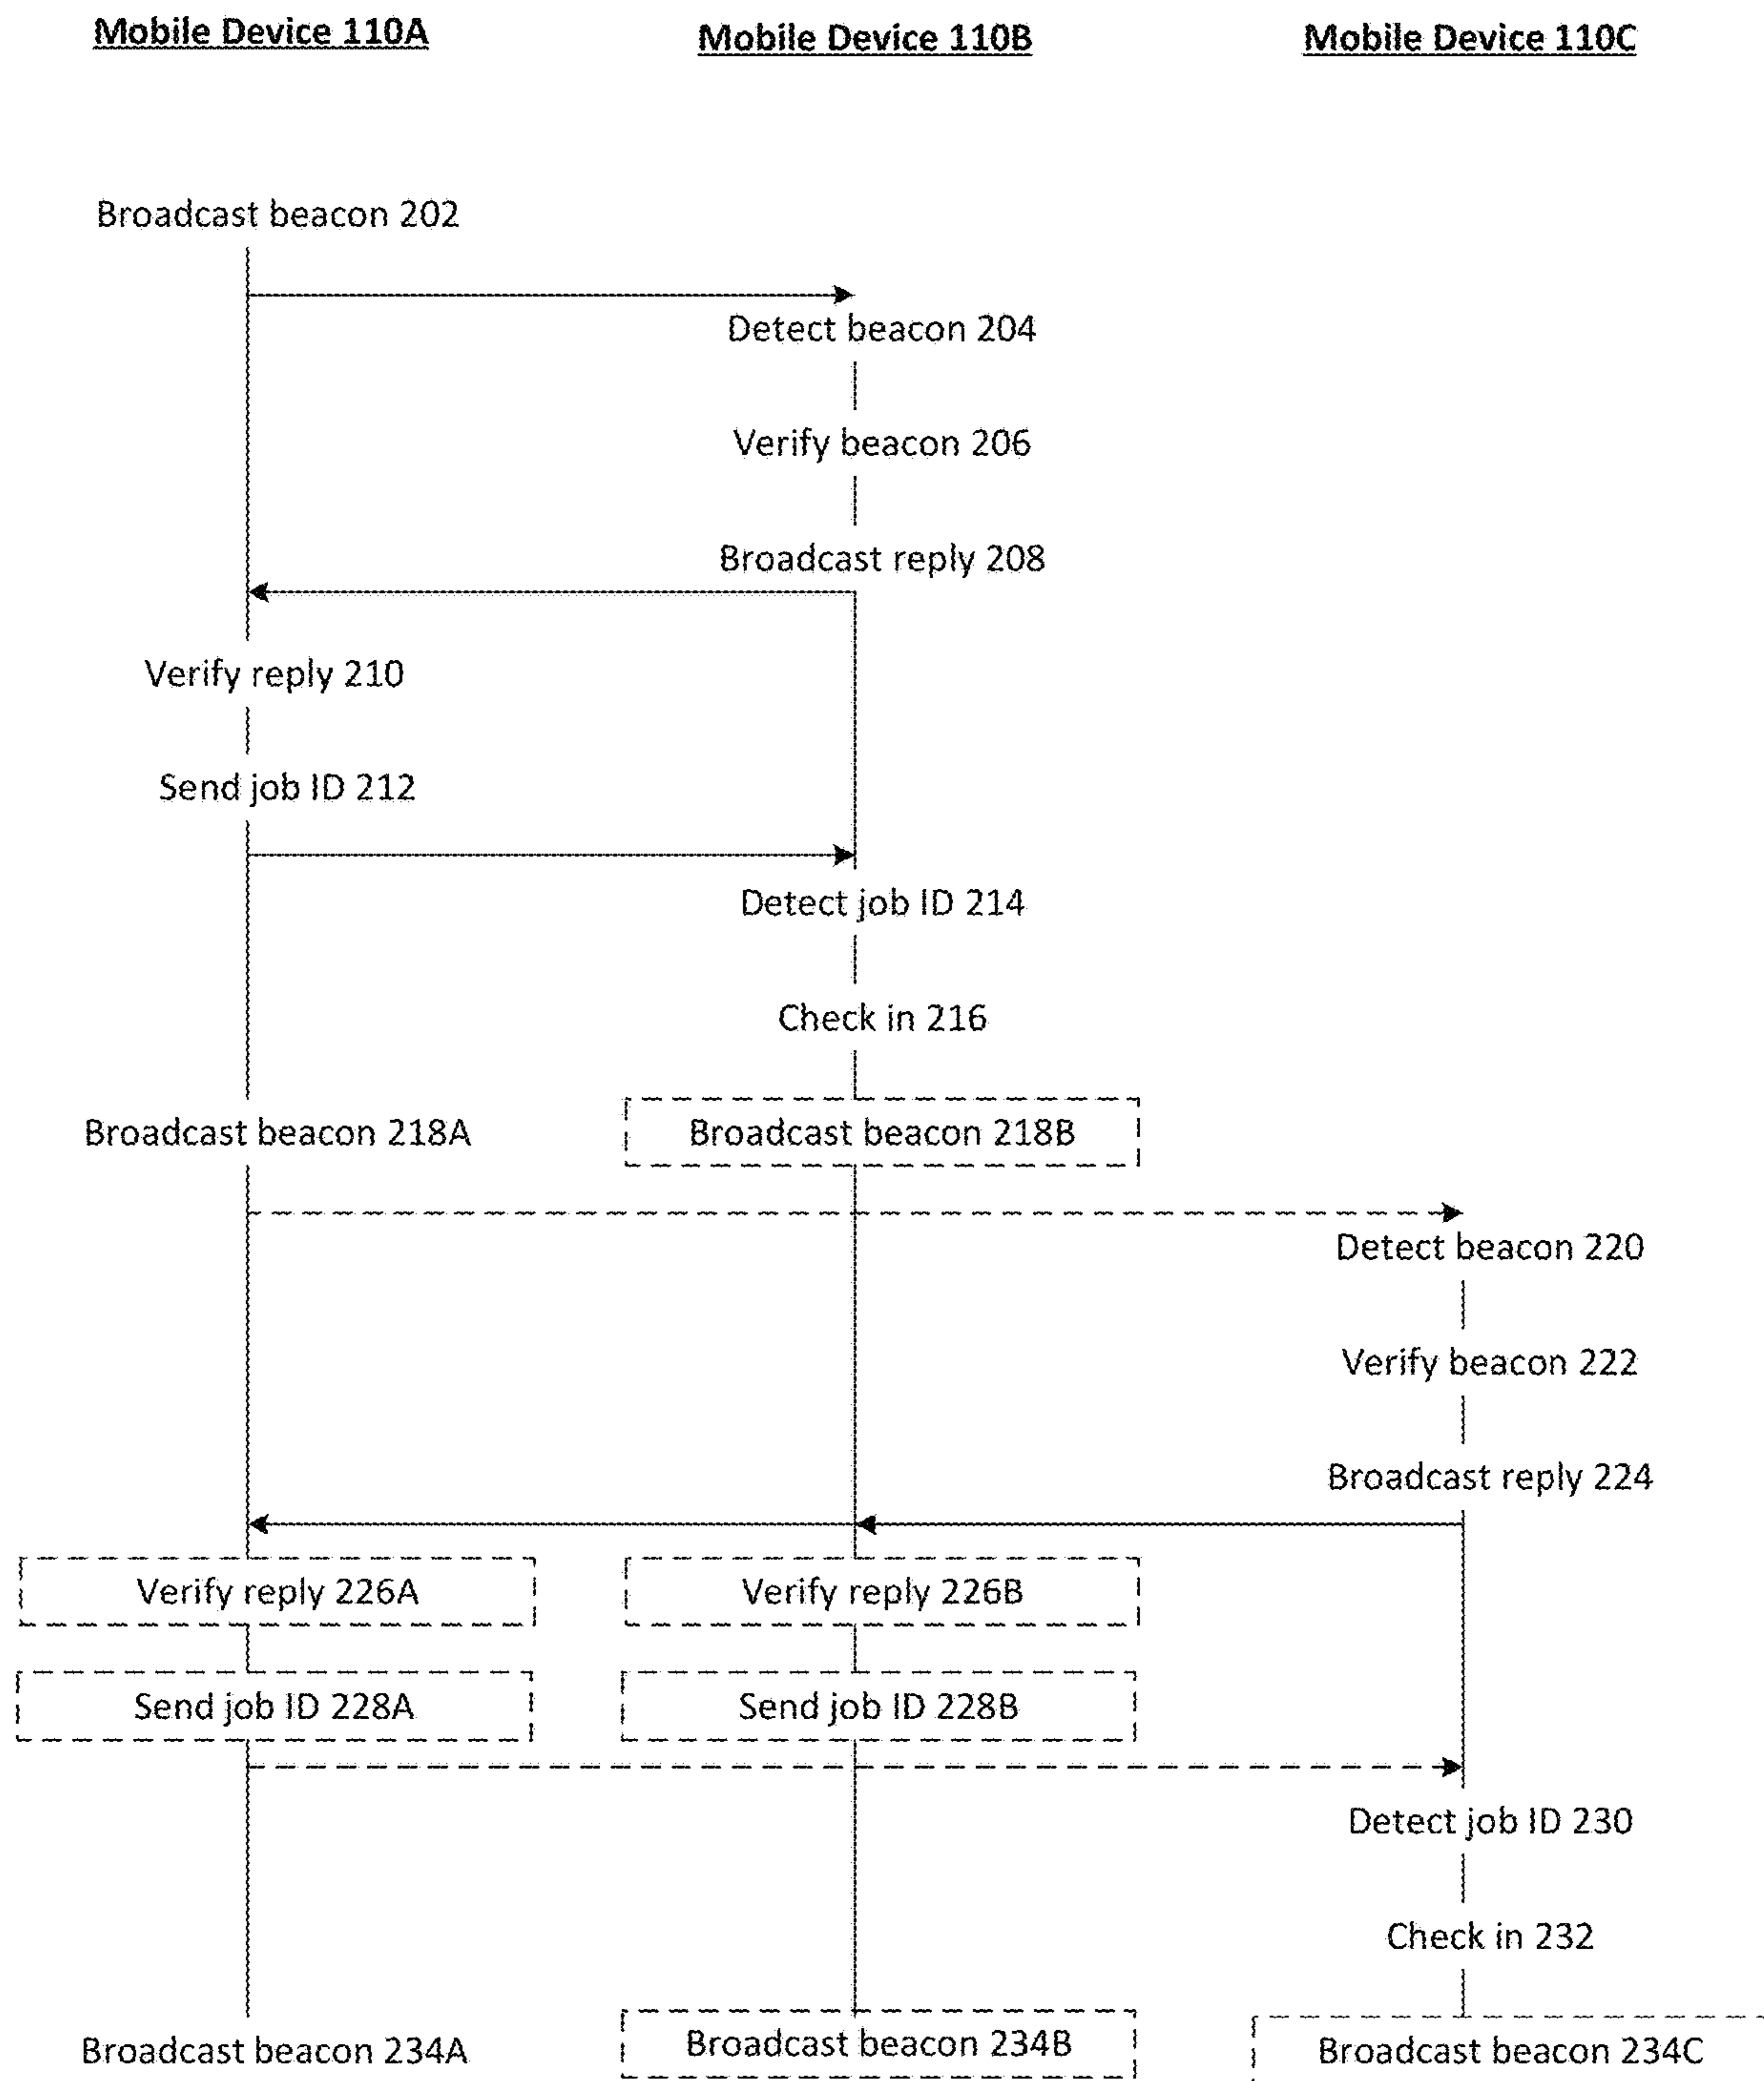 Mobile Device 110A
Mobile Device 110B
Mobile Device 110C
Broadcast beacon 202
Detect beacon 204
Verify beacon 206
Broadcast reply 208
Verify reply 210
Send job ID 212
Detect job ID 214
Check in 216
Broadcast beacon 218A
Broadcast beacon 218B
Detect beacon 220
Verify beacon 222
Broadcast reply 224
Verify reply 226A
Verify reply 226B
Send job ID 228A
Send job ID 228B
Detect job ID 230
Check in 232
Broadcast beacon 234A
Broadcast beacon 234B
Broadcast beacon 234C